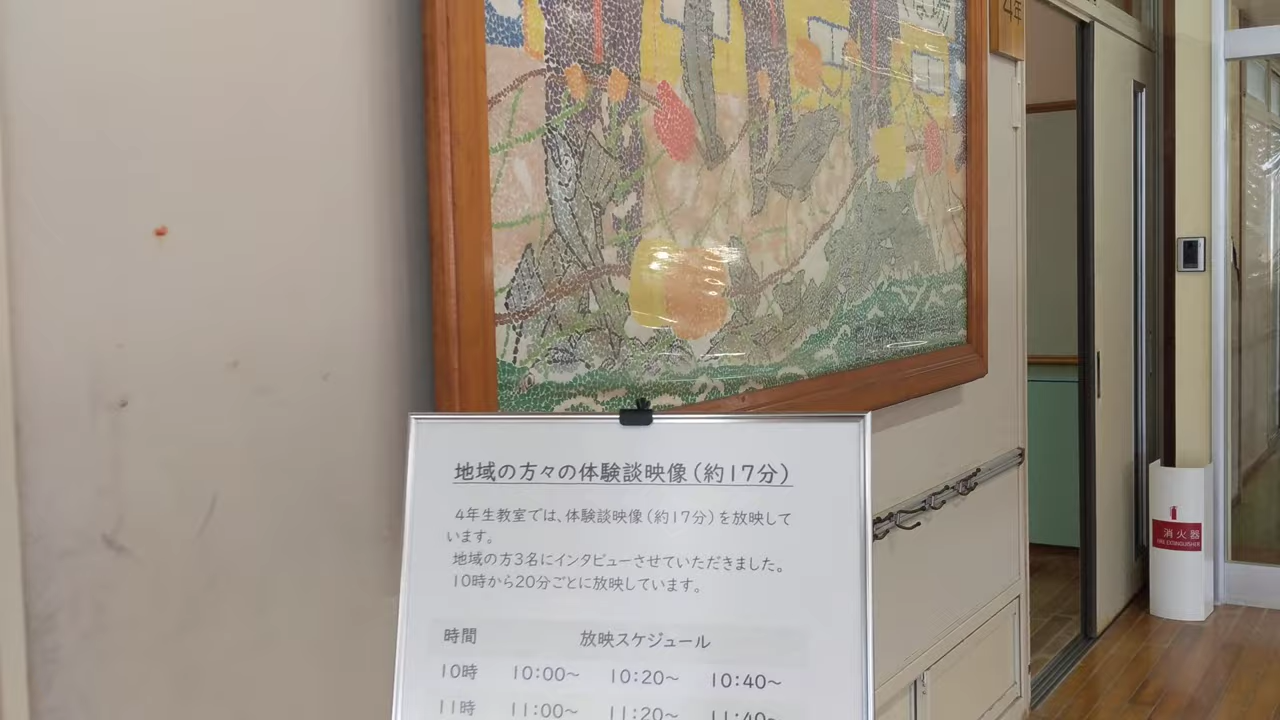 4年
地域の方々の体験談映像(約17分)
4年生教室では、体験談映像(約17分)を放映して
います。
地域の方3名にインタビューさせていただきました。
10時から20分ごとに放映しています。
時間 放映スケジュール
10時 10:00~ 10:20~ 10:40~
11時 11:00~ 11:20~ 11:40~
消火器
FIRE EXTINGUISHER